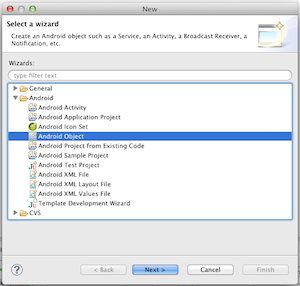 New
Select a wizard
Create an Android object such as a Service, an Activity, a Broadcast Receiver, a
Notification, etc.
Wizards:
type filter text
General
Android
Android Activity
Android Application Project
Android Icon Set
Android Object
Android Project from Existing Code
Android Sample Project
Android Test Project
Android XML File
Android XML Layout File
Android XML Values File
Template Development Wizard
CVS
?
< Back
Next >
Cancel
Finish